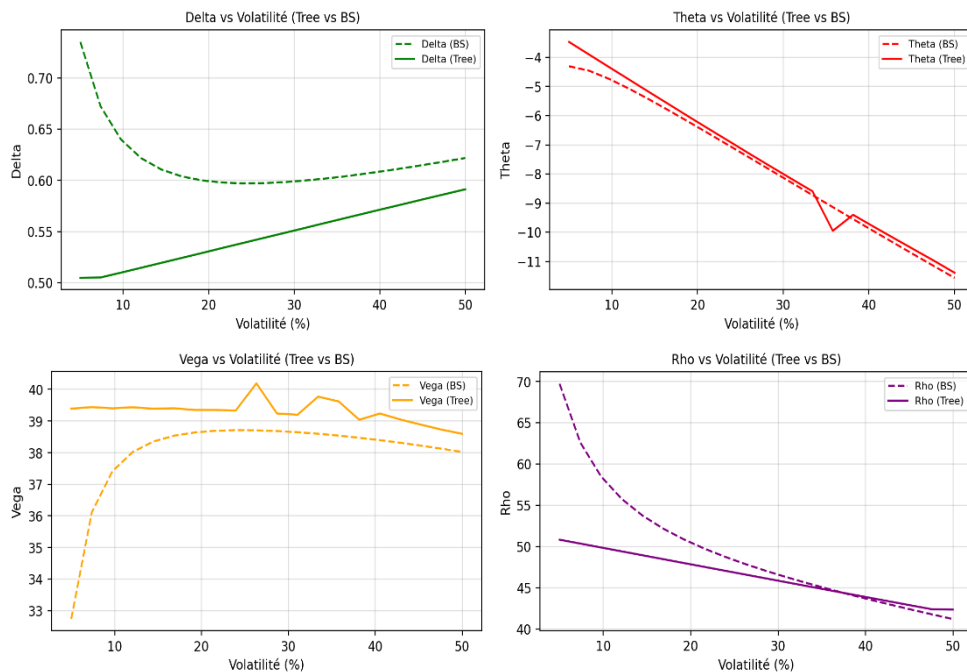 Delta vs Volatilité (Tree vs BS)
Delta (BS)
Delta (Tree)
Delta
0.70
0.65
0.60
0.55
0.50
10 20 30 40 50
Volatilité (%)
Theta vs Volatilité (Tree vs BS)
Theta (BS)
Theta (Tree)
Theta
−4
−5
−6
−7
−8
−9
−10
−11
10 20 30 40 50
Volatilité (%)
Vega vs Volatilité (Tree vs BS)
Vega (BS)
Vega (Tree)
Vega
40
39
38
37
36
35
34
33
10 20 30 40 50
Volatilité (%)
Rho vs Volatilité (Tree vs BS)
Rho (BS)
Rho (Tree)
Rho
70
65
60
55
50
45
40
10 20 30 40 50
Volatilité (%)